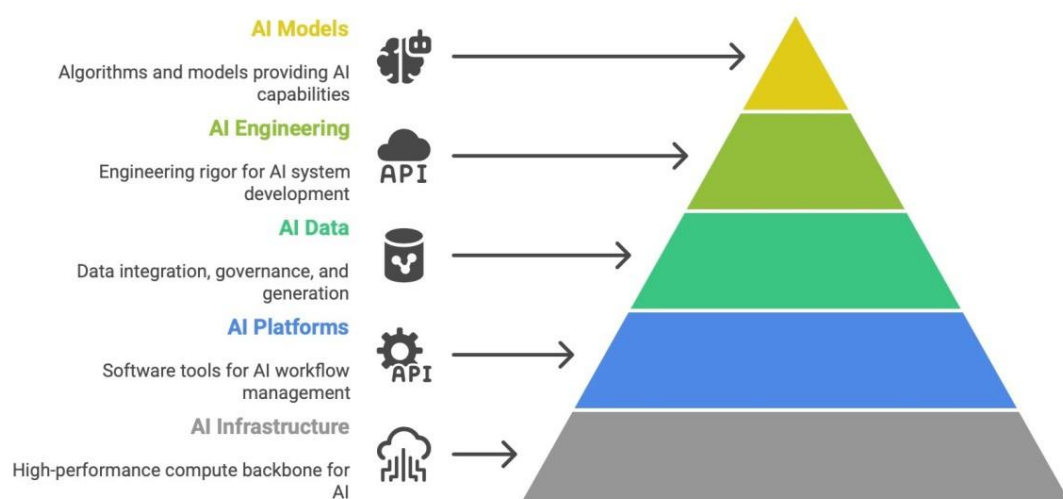 AI Models
Algorithms and models providing AI
capabilities
AI Engineering
API
Engineering rigor for AI system
development
AI Data
Data integration, governance, and
generation
AI Platforms
Software tools for AI workflow
API
management
AI Infrastructure
High-performance compute backbone for
AI